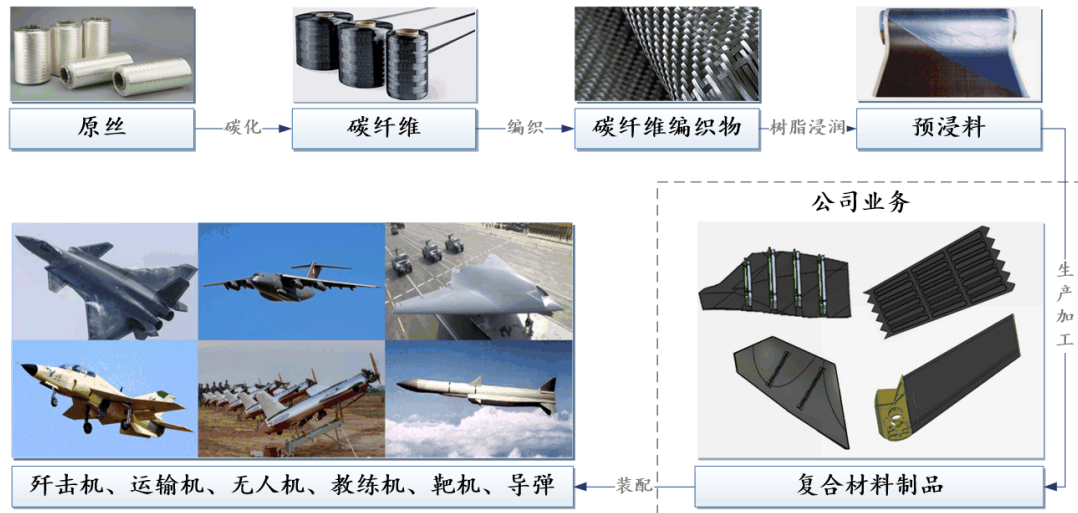 原丝
碳化
碳纤维
编织
碳纤维编织物
树脂浸润
预浸料
公司业务
生产加工
歼击机、运输机、无人机、教练机、靶机、导弹
装配
复合材料制品